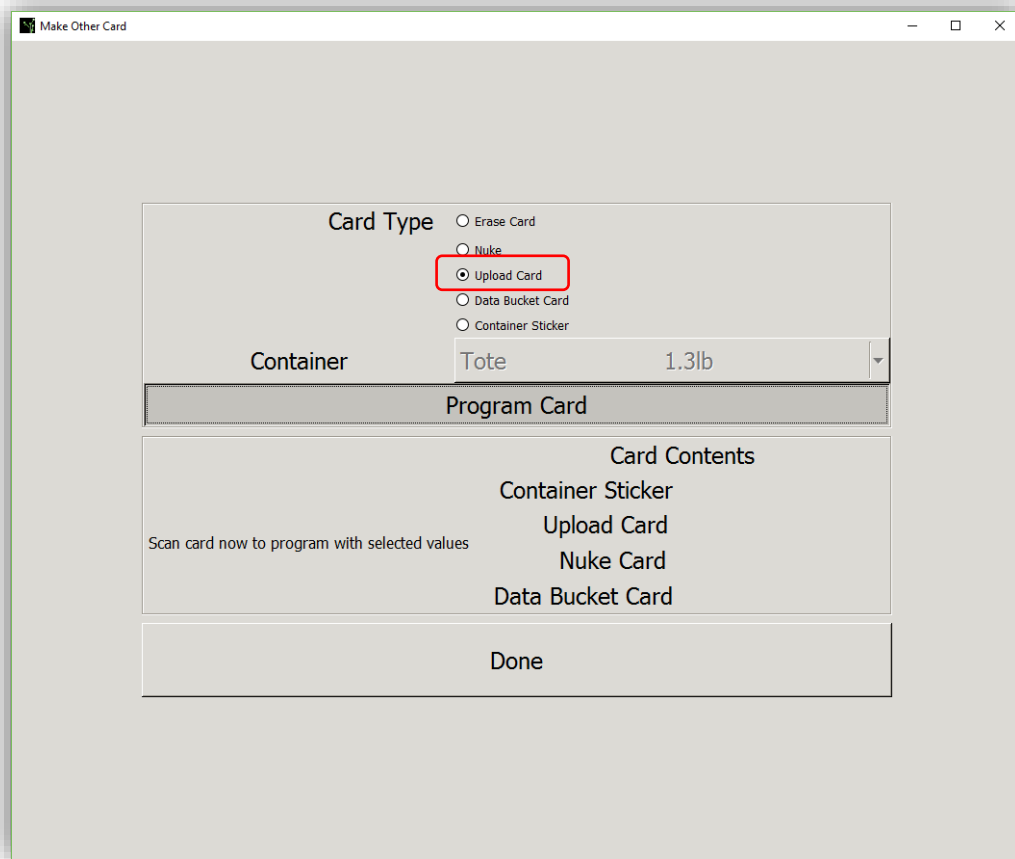 Make Other Card
Card Type
Erase Card
Nuke
Upload Card
Data Bucket Card
Container Sticker
Container
Tote 1.3lb
Program Card
Card Contents
Container Sticker
Upload Card
Scan card now to program with selected values
Nuke Card
Data Bucket Card
Done